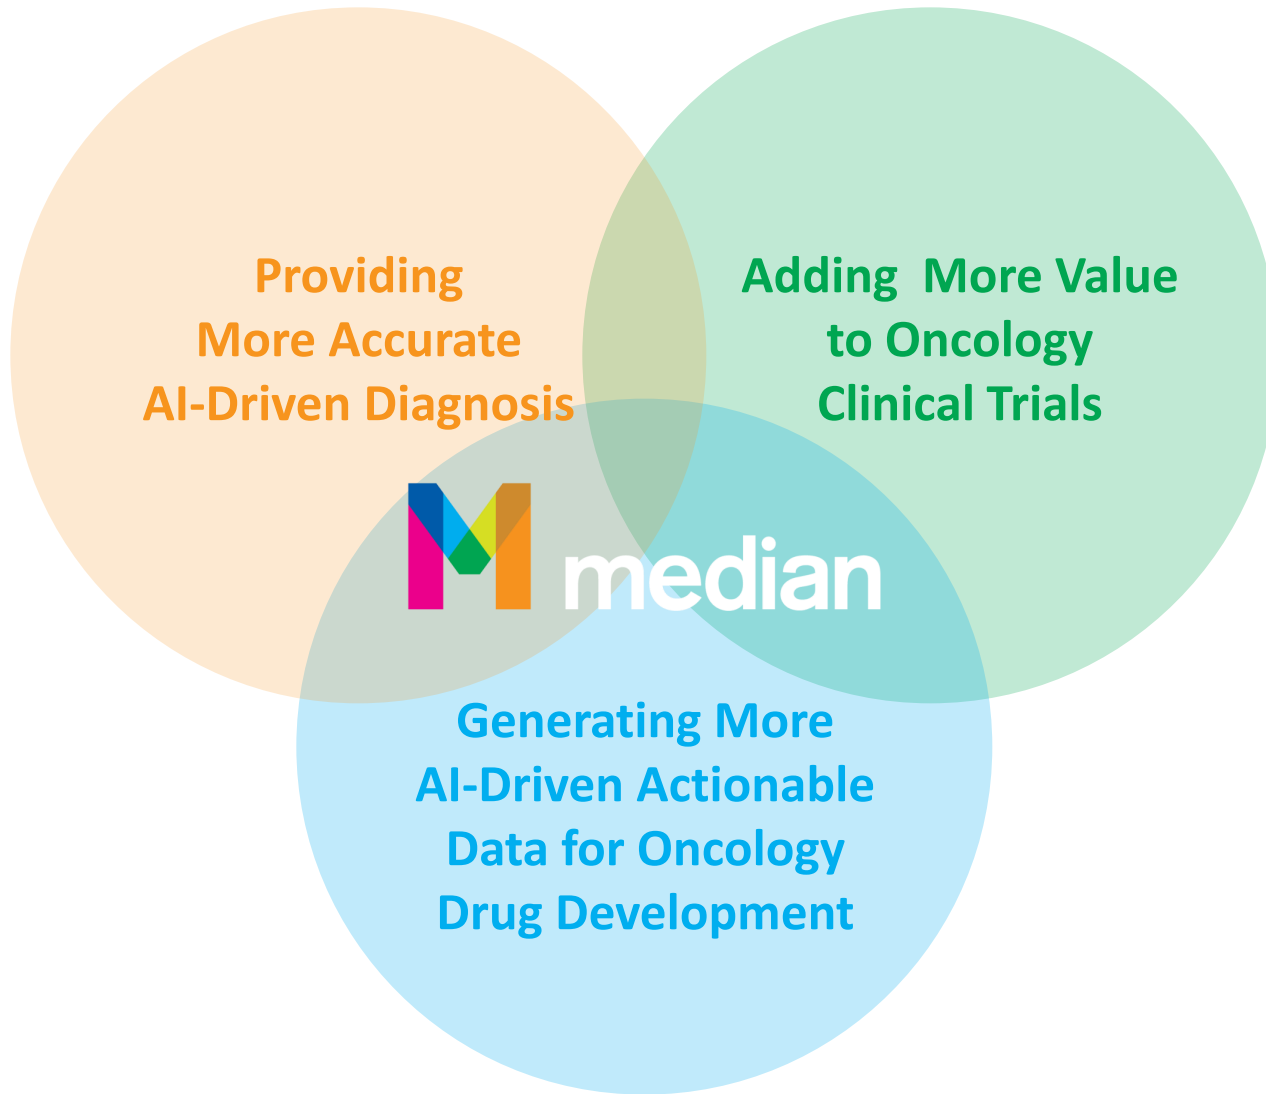 Providing
More Accurate
AI-Driven Diagnosis
Adding  More Value
to Oncology
Clinical Trials
median
Generating More
AI-Driven Actionable
Data for Oncology
Drug Development